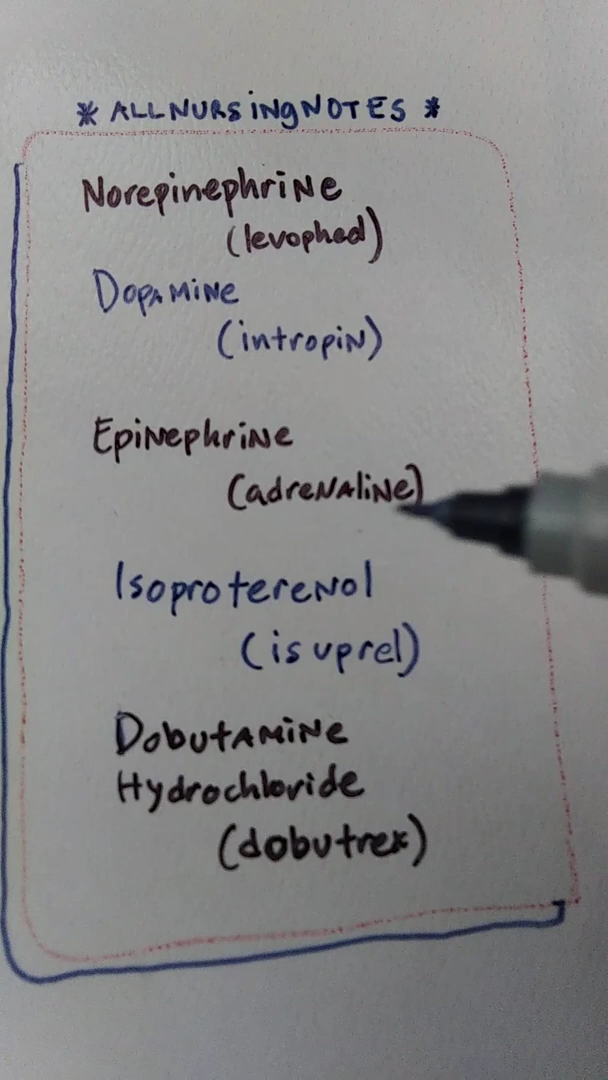 * ALLNURSiNgNOTES *
NorepinephriNe
(levophed)
DopAMiNe
(intropiN)
EpiNephriNe
(adreNAliNe)
IsoprotereNol
(isuprel)
DobutAMiNe
Hydrochloride
(dobutrex)